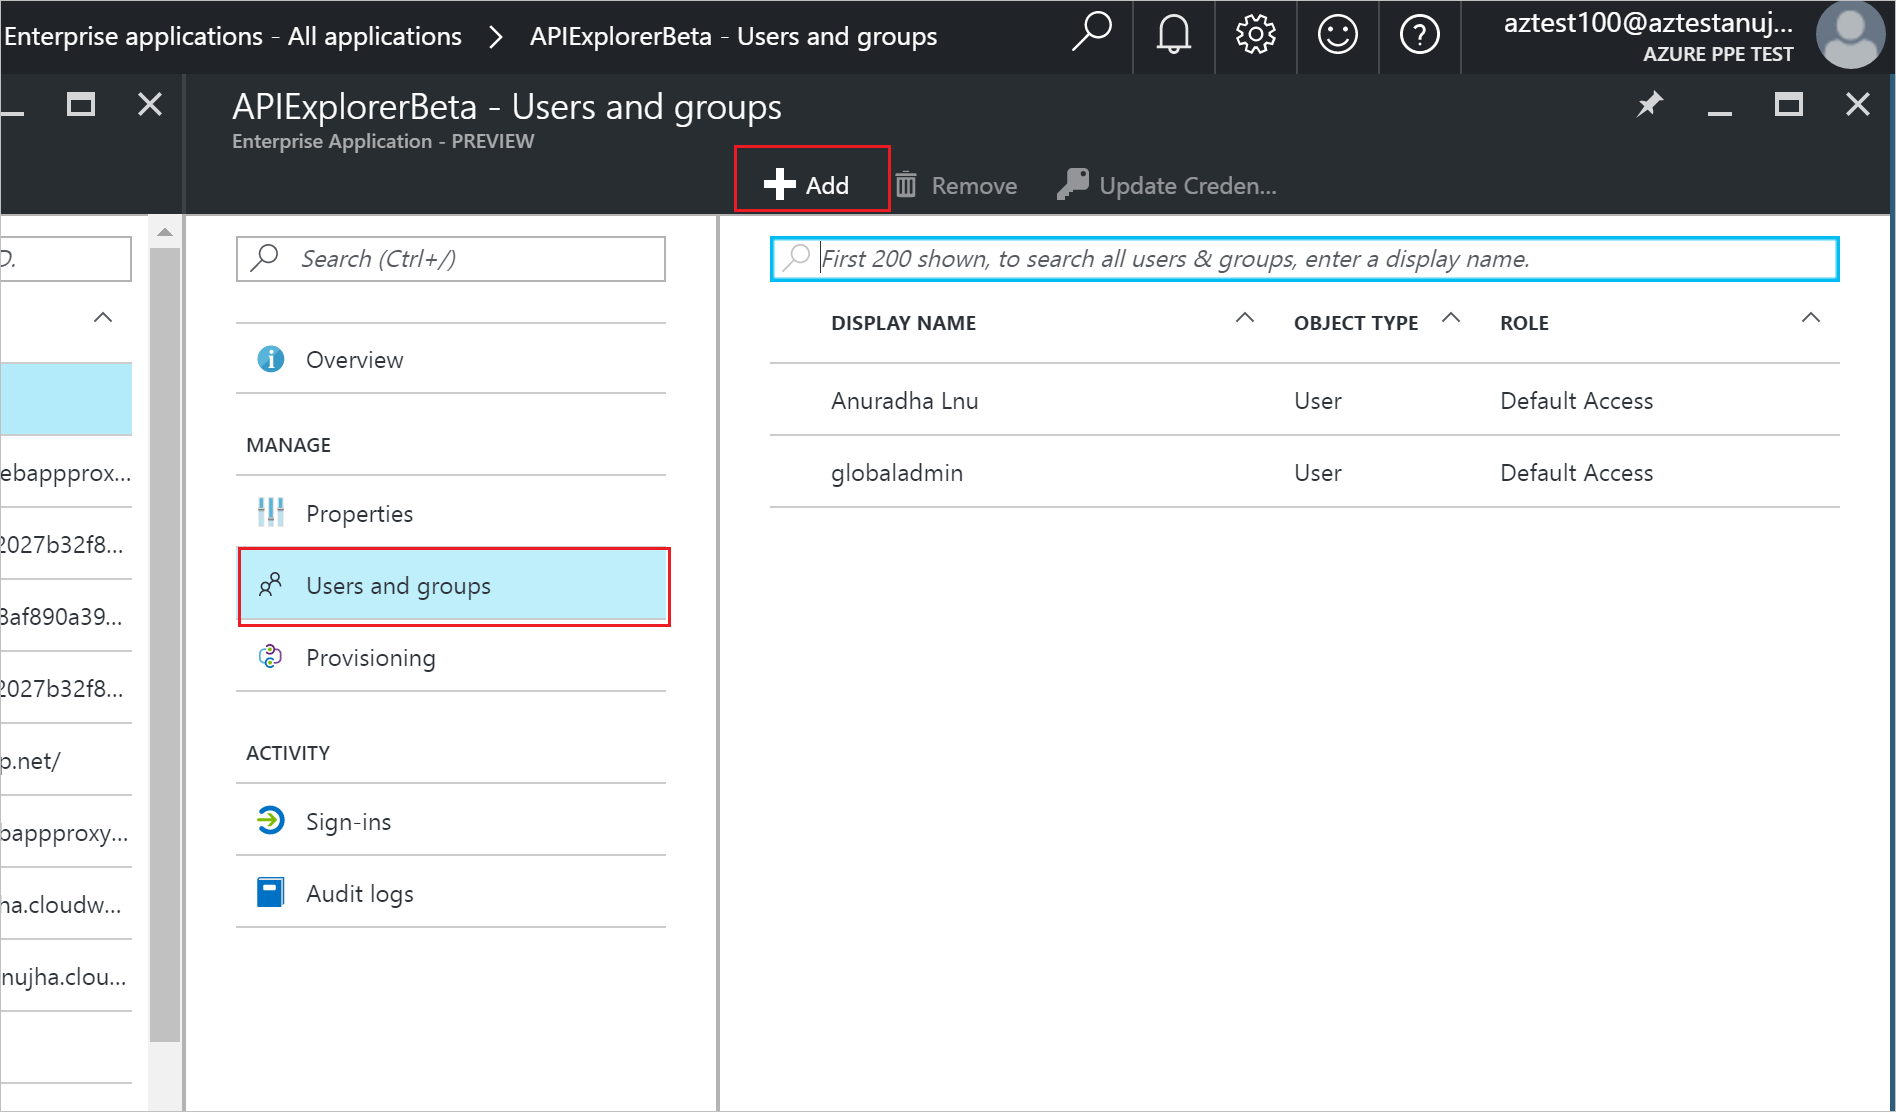 Enterprise applications - All applications > APIExplorerBeta - Users and groups
aztest100@aztestanuj...
AZURE PPE TEST
APIExplorerBeta - Users and groups
Enterprise Application - PREVIEW
Add
Remove
Update Creden...
D.
ebappprox...
2027b32f8...
3af890a39...
2027b32f8...
p.net/
bappproxy...
ha.cloudw...
nujha.clou...
Search (Ctrl+/)
Overview
MANAGE
Properties
Users and groups
Provisioning
ACTIVITY
Sign-ins
Audit logs
First 200 shown, to search all users & groups, enter a display name.
DISPLAY NAME OBJECT TYPE ROLE
Anuradha Lnu User Default Access
globaladmin User Default Access